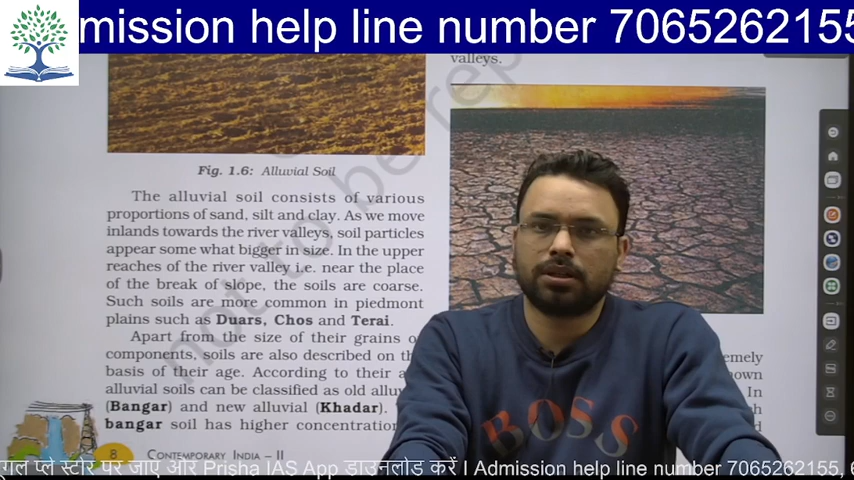 mission help line number 7065262155
valleys.
not to be rep
Fig. 1.6: Alluvial Soil
The alluvial soil consists of various
proportions of sand, silt and clay. As we move
inlands towards the river valleys, soil particles
appear some what bigger in size. In the upper
reaches of the river valley i.e. near the place
of the break of slope, the soils are coarse.
Such soils are more common in piedmont
plains such as Duars, Chos and Terai.
Apart from the size of their grains o
components, soils are also described on th
basis of their age. According to their a
alluvial soils can be classified as old alluv
(Bangar) and new alluvial (Khadar).
bangar soil has higher concentration
emely
own
In
BOSS
8 CONTEMPORARY INDIA – II
गूगल प्ले स्टोर पर जाएं और Prisha IAS App डाउनलोड करें I Admission help line number 7065262155, 6